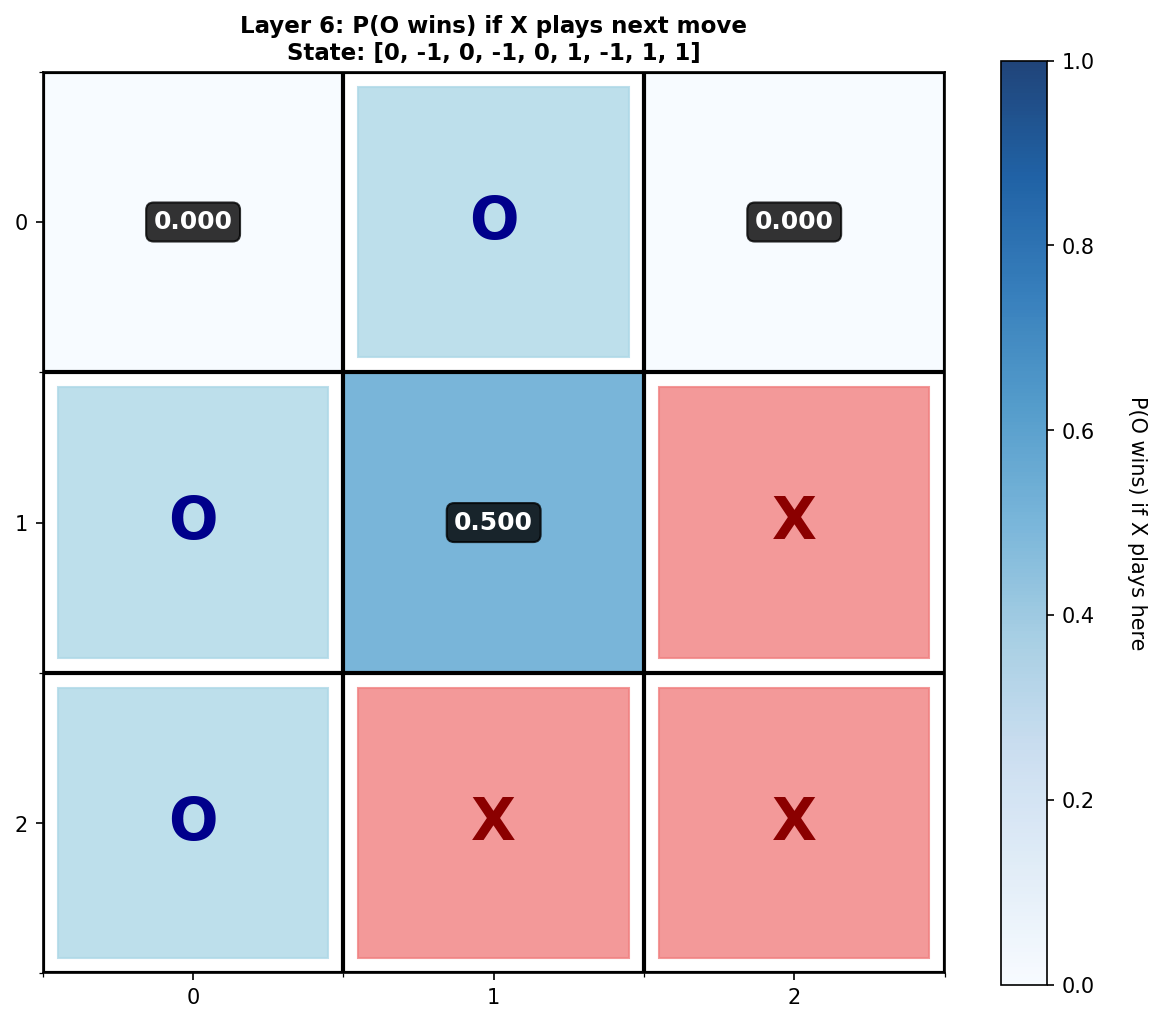 Layer 6: P(O wins) if X plays next move
State: [0, -1, 0, -1, 0, 1, -1, 1, 1]
0
0.000
O
0.000
1
O
0.500
X
2
O
X
X
0
1
2
1.0
0.8
0.6
0.4
0.2
0.0
P(O wins) if X plays here